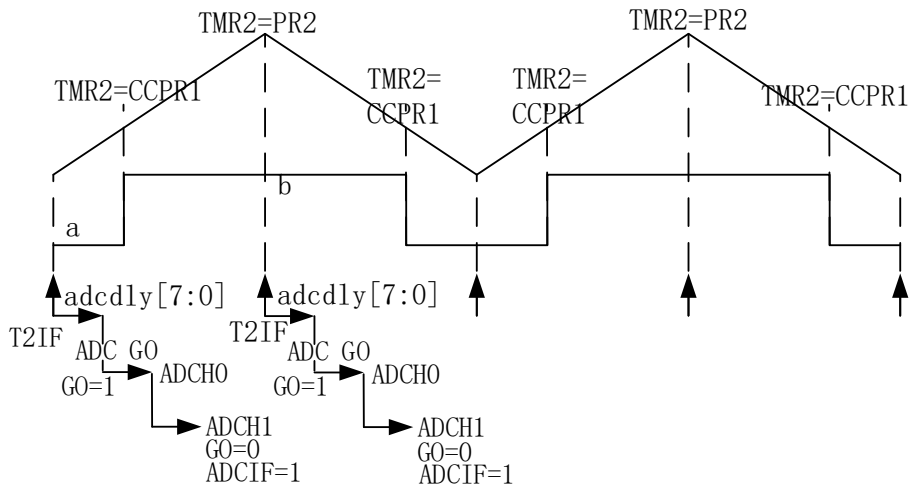 TMR2=PR2
TMR2=PR2
TMR2=CCPR1
TMR2=
CCPR1
TMR2=
CCPR1
TMR2=CCPR1
a
b
adcdly[7:0]
adcdly[7:0]
T2IF
T2IF
ADC GO
ADC GO
GO=1
ADCH0
GO=1
ADCH0
ADCH1
GO=0
ADCIF=1
ADCH1
GO=0
ADCIF=1